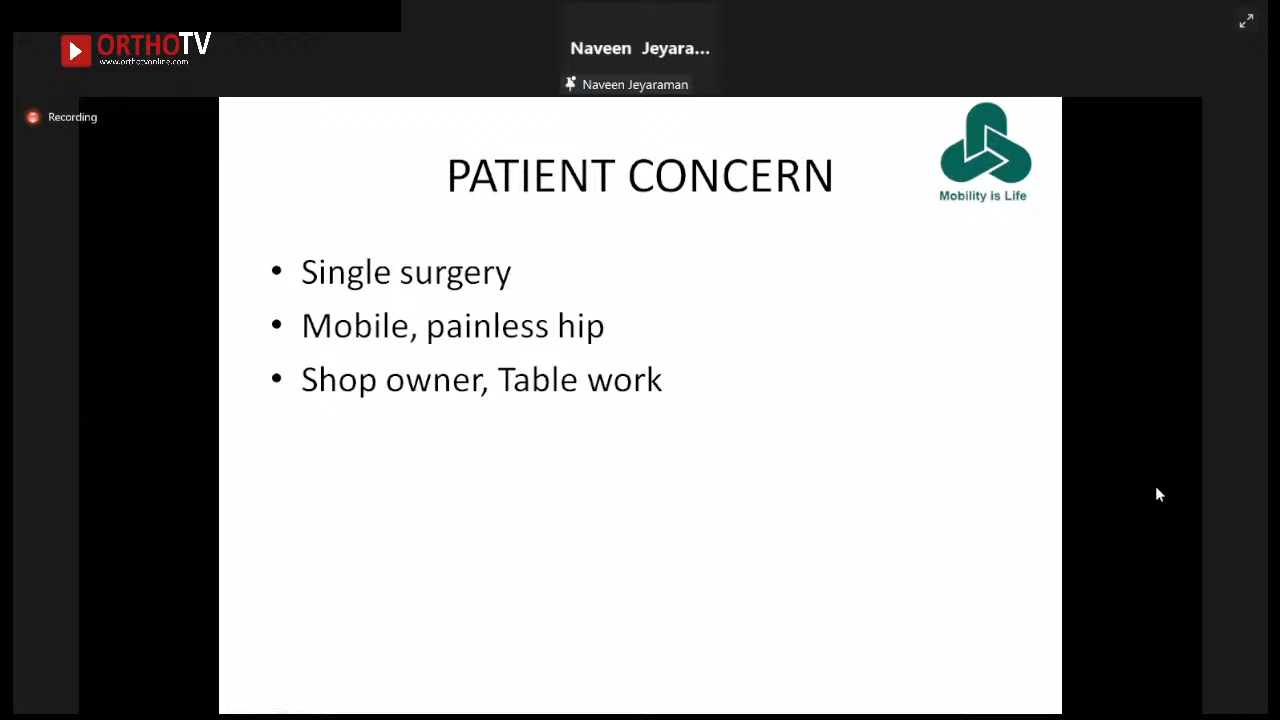 ORTHOTV
www.orthotvonline.com
Naveen Jeyara...
Naveen Jeyaraman
Recording
Mobility is Life
PATIENT CONCERN
• Single surgery
• Mobile, painless hip
• Shop owner, Table work